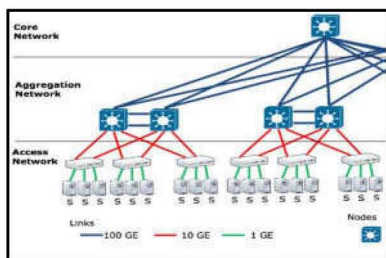 Core
Network
Aggregation
Network
Access
Network
S S S S S S S S S S S S S S S S S S
Links
Nodes
100 GE 10 GE 1 GE